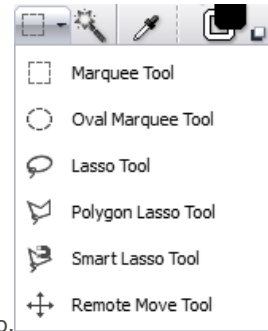 Marquee Tool
Oval Marquee Tool
Lasso Tool
Polygon Lasso Tool
Smart Lasso Tool
Remote Move Tool